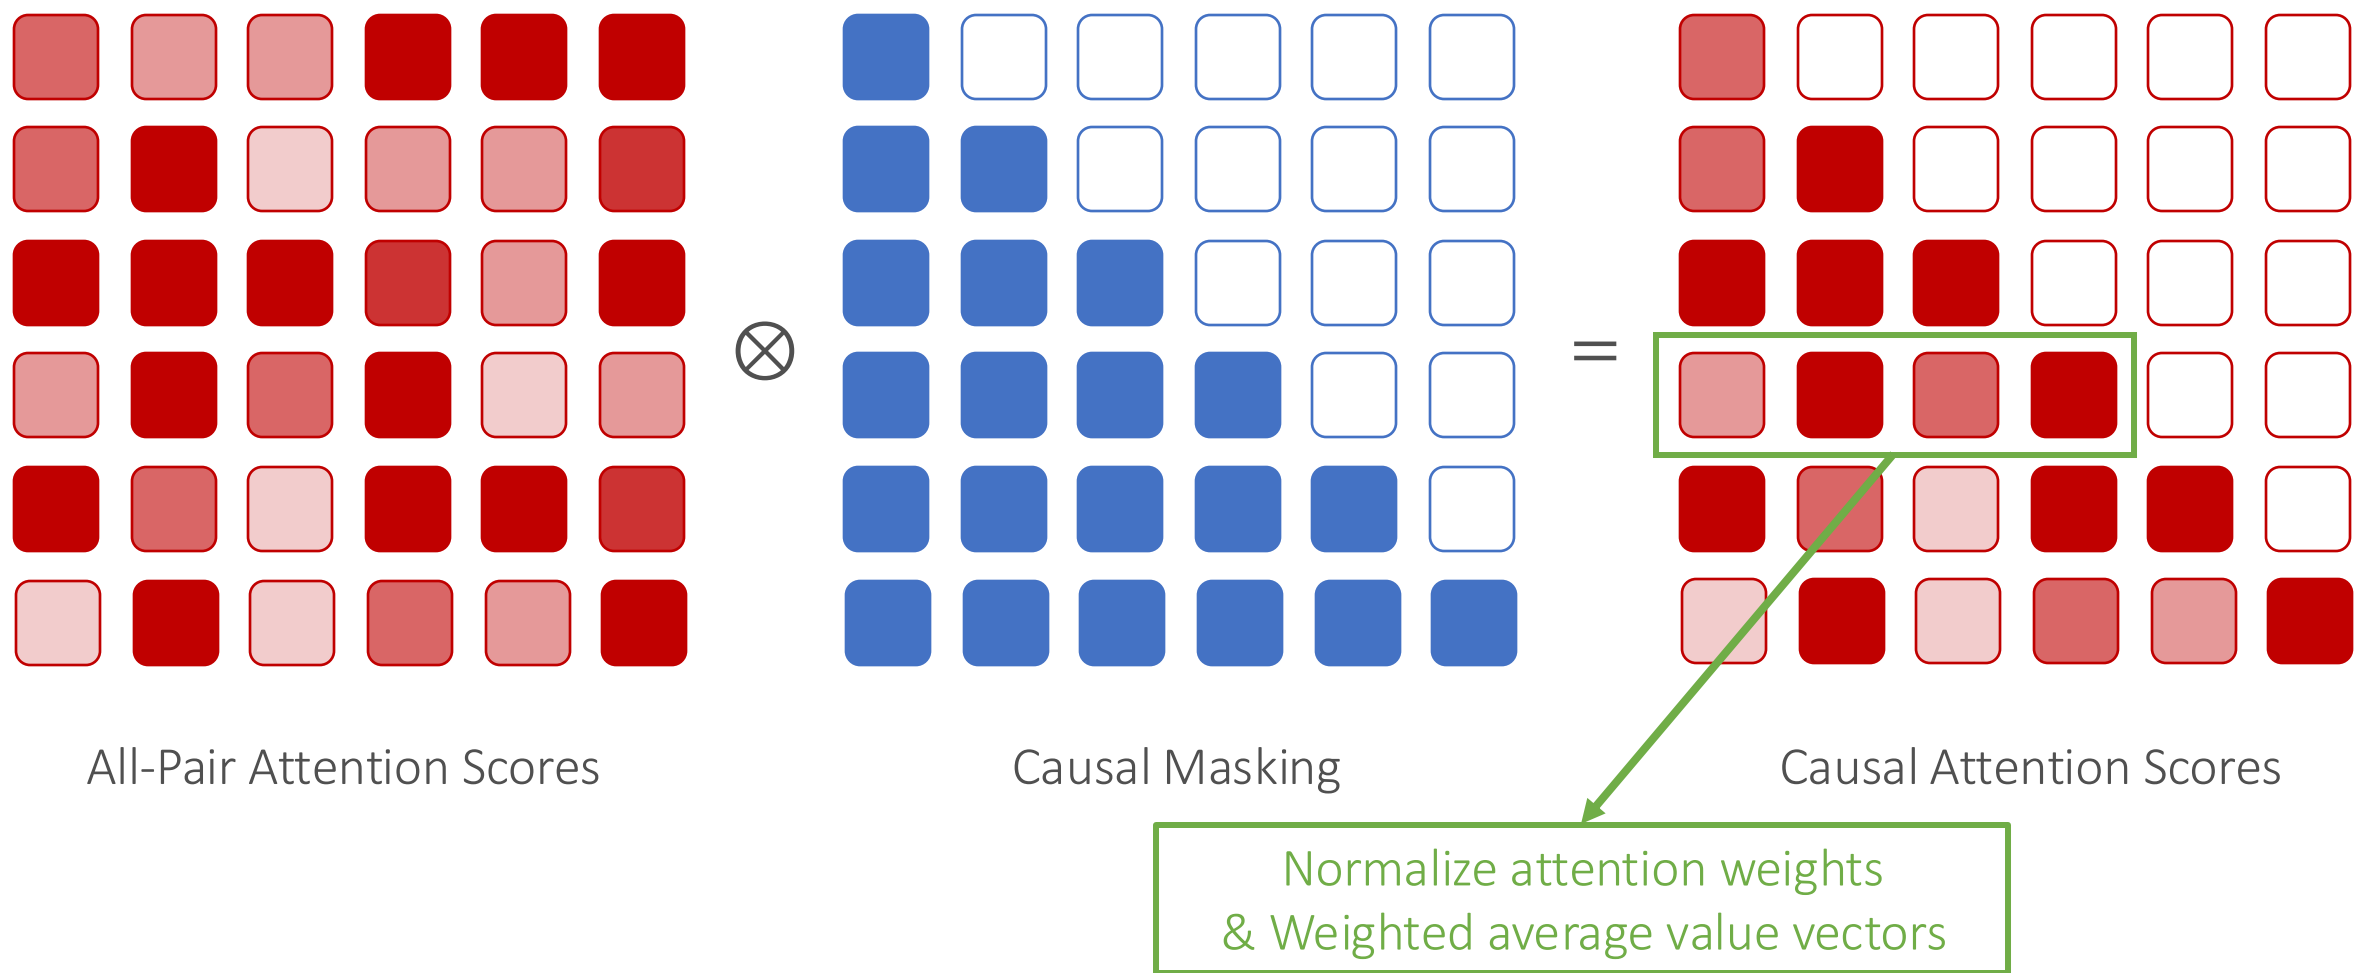 All-Pair Attention Scores
Causal Masking
Causal Attention Scores
Normalize attention weights
& Weighted average value vectors